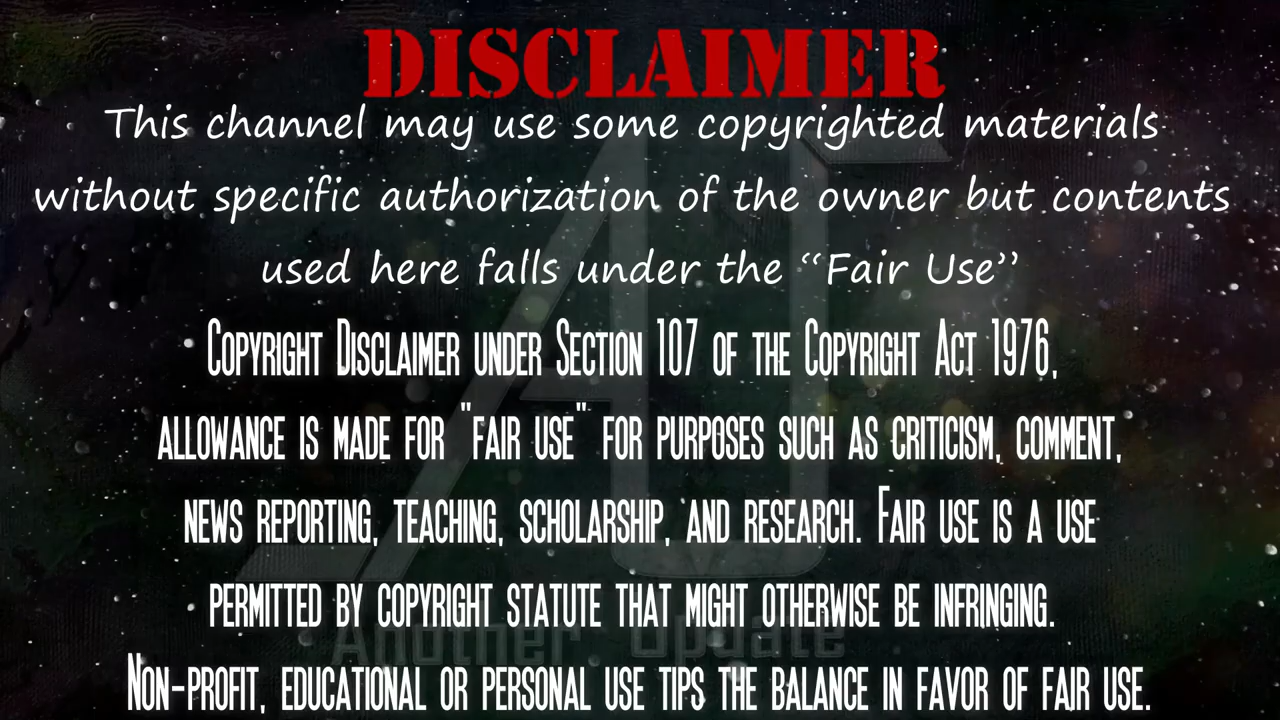 DISCLAIMER
This channel may use some copyrighted materials
without specific authorization of the owner but contents
used here falls under the “Fair Use”
Copyright Disclaimer under Section 107 of the Copyright Act 1976,
allowance is made for "fair use" for purposes such as criticism, comment,
news reporting, teaching, scholarship, and research. Fair use is a use
permitted by copyright statute that might otherwise be infringing.
Another Update
Non-profit, educational or personal use tips the balance in favor of fair use.